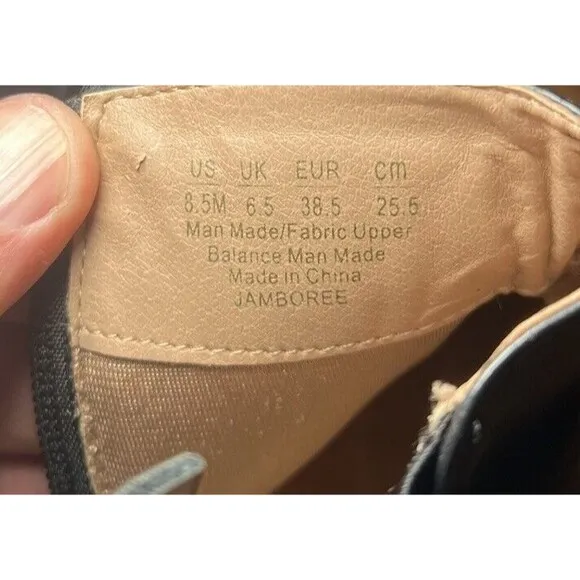 US UK EUR cm
8.5M 6.5 38.5 25.5
Man Made/Fabric Upper
Balance Man Made
Made in China
JAMBOREE